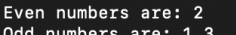 Even numbers are: 2
Odd numbers are: 1 3